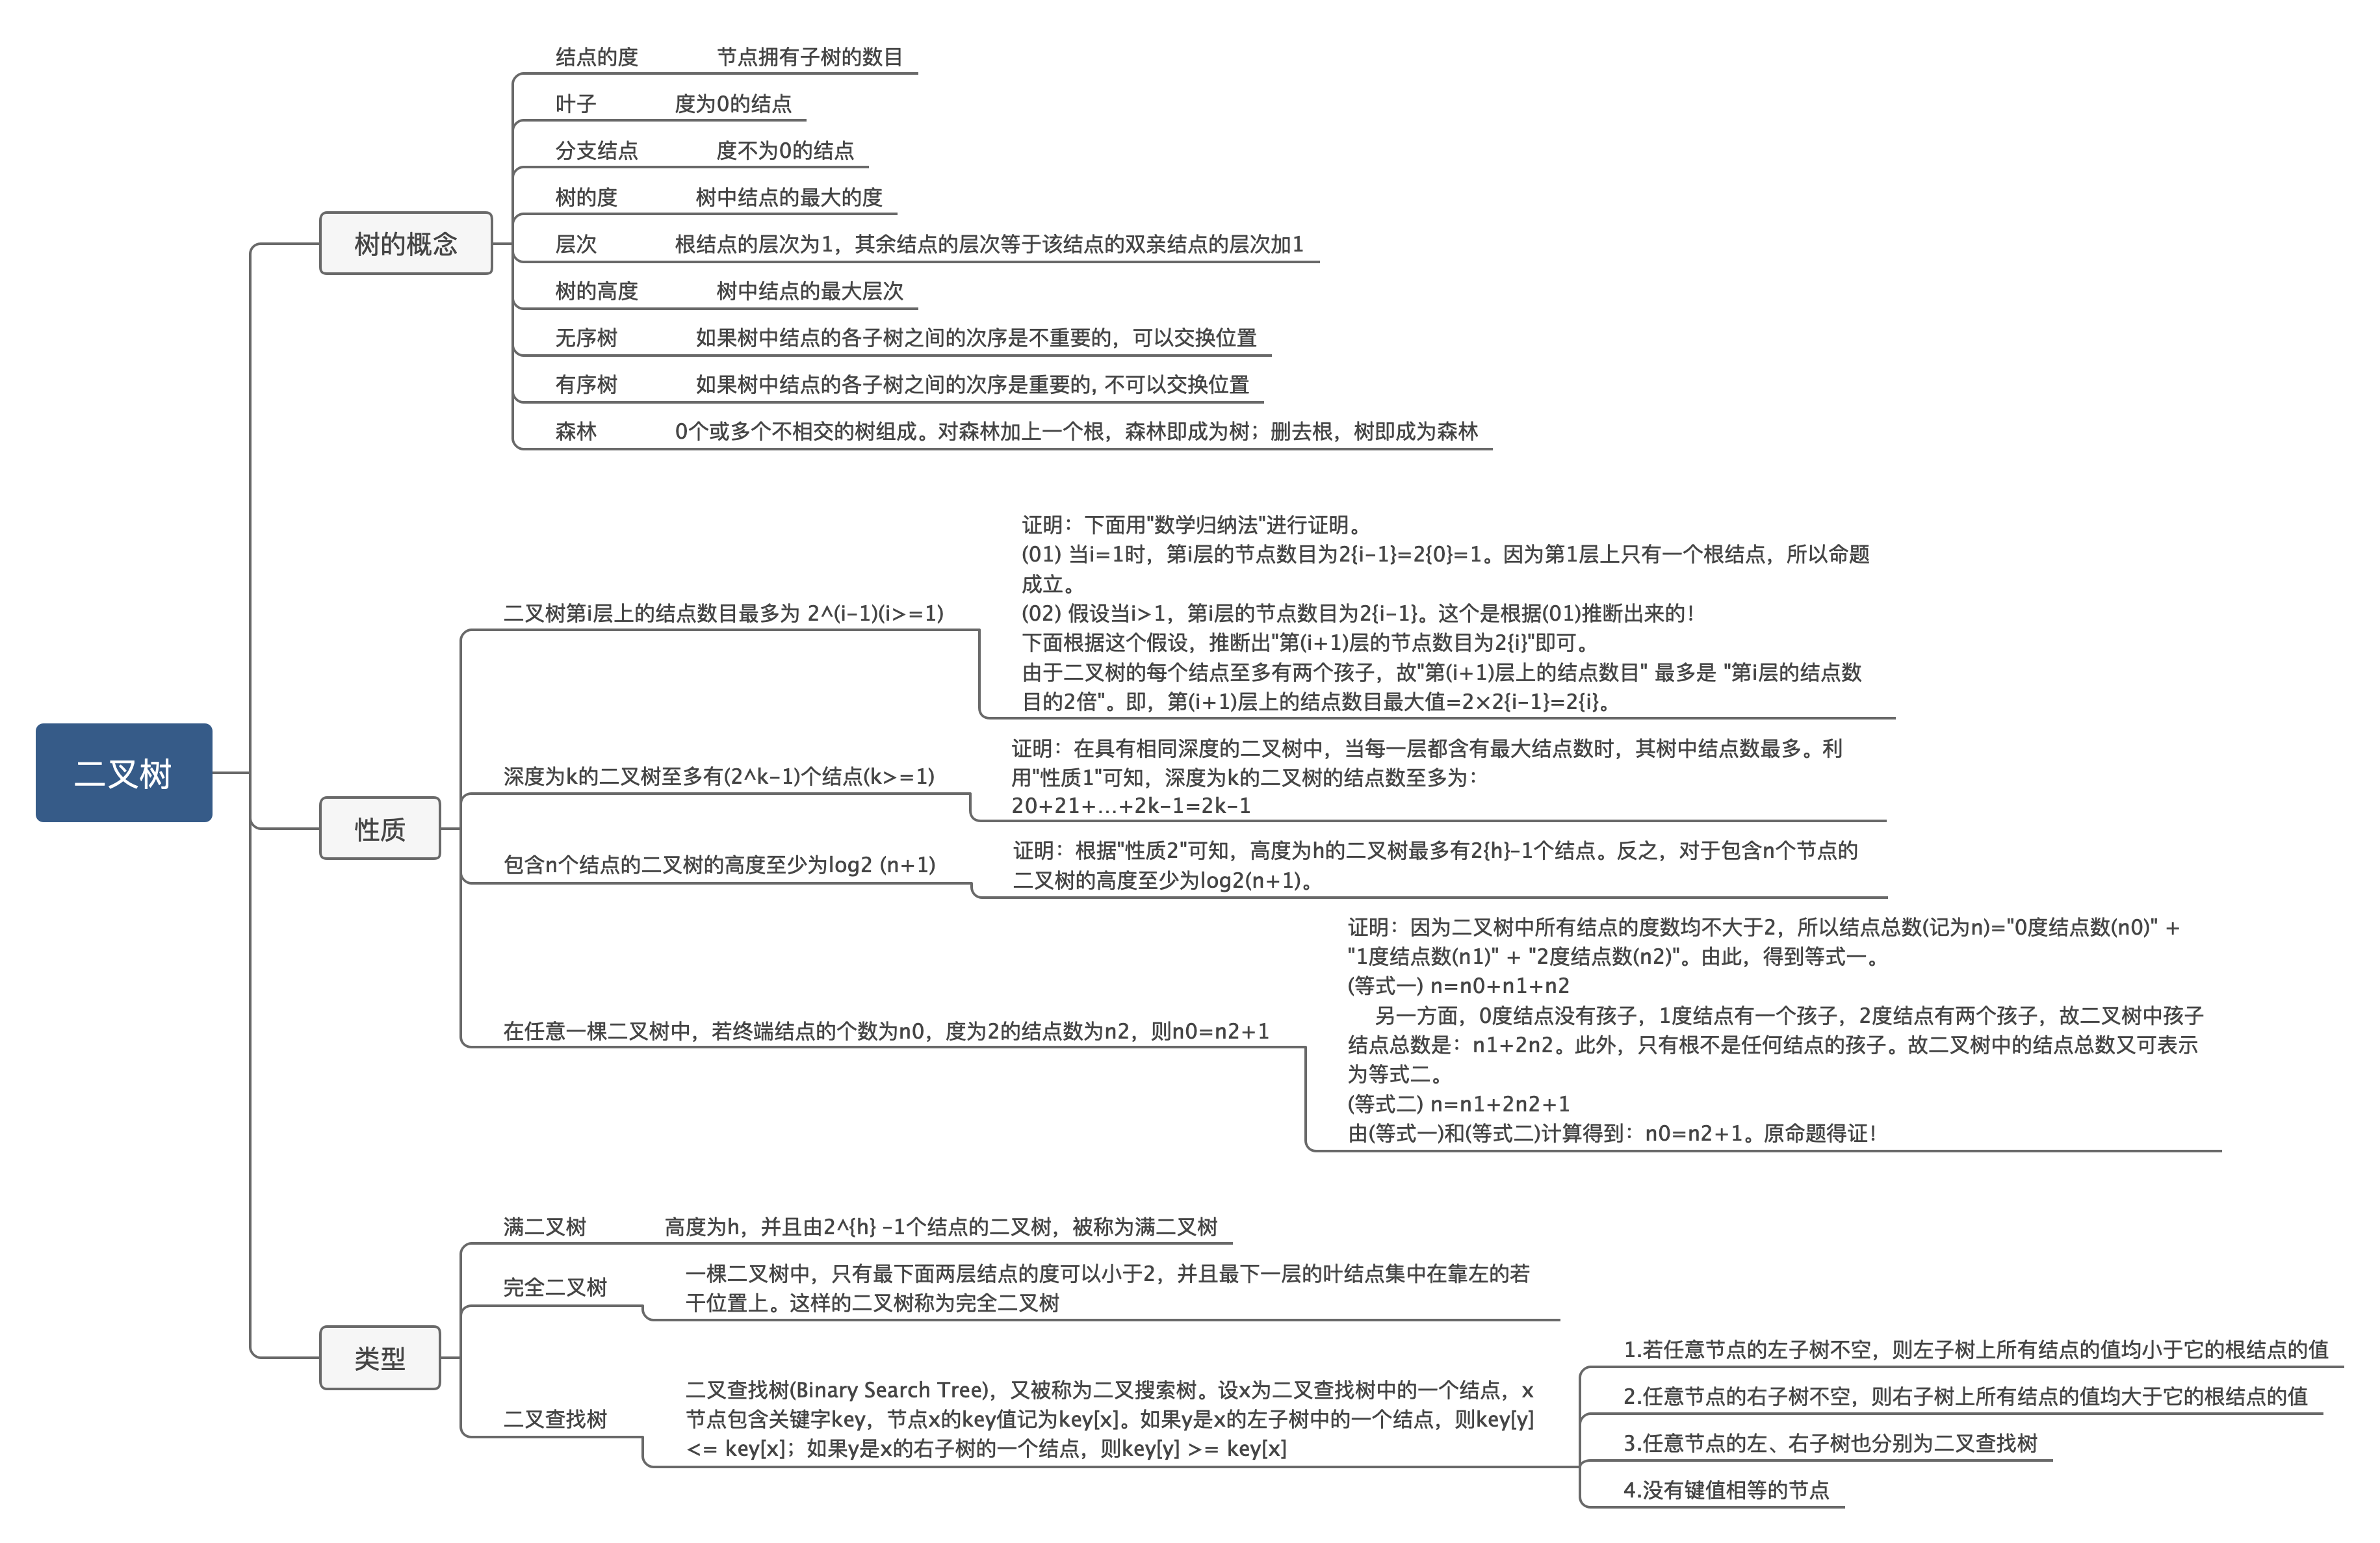 二叉树
树的概念
结点的度 节点拥有子树的数目
叶子 度为0的结点
分支结点 度不为0的结点
树的度 树中结点的最大的度
层次 根结点的层次为1，其余结点的层次等于该结点的双亲结点的层次加1
树的高度 树中结点的最大层次
无序树 如果树中结点的各子树之间的次序是不重要的，可以交换位置
有序树 如果树中结点的各子树之间的次序是重要的, 不可以交换位置
森林 0个或多个不相交的树组成。对森林加上一个根，森林即成为树；删去根，树即成为森林
性质
二叉树第i层上的结点数目最多为 2^(i-1)(i>=1)
证明：下面用"数学归纳法"进行证明。
(01) 当i=1时，第i层的节点数目为2{i-1}=2{0}=1。因为第1层上只有一个根结点，所以命题
成立。
(02) 假设当i>1，第i层的节点数目为2{i-1}。这个是根据(01)推断出来的！
下面根据这个假设，推断出"第(i+1)层的节点数目为2{i}"即可。
由于二叉树的每个结点至多有两个孩子，故"第(i+1)层上的结点数目" 最多是 "第i层的结点数
目的2倍"。即，第(i+1)层上的结点数目最大值=2×2{i-1}=2{i}。
深度为k的二叉树至多有(2^k-1)个结点(k>=1)
证明：在具有相同深度的二叉树中，当每一层都含有最大结点数时，其树中结点数最多。利
用"性质1"可知，深度为k的二叉树的结点数至多为：
20+21+…+2k-1=2k-1
包含n个结点的二叉树的高度至少为log2 (n+1)
证明：根据"性质2"可知，高度为h的二叉树最多有2{h}-1个结点。反之，对于包含n个节点的
二叉树的高度至少为log2(n+1)。
在任意一棵二叉树中，若终端结点的个数为n0，度为2的结点数为n2，则n0=n2+1
证明：因为二叉树中所有结点的度数均不大于2，所以结点总数(记为n)="0度结点数(n0)" +
"1度结点数(n1)" + "2度结点数(n2)"。由此，得到等式一。
(等式一) n=n0+n1+n2
另一方面，0度结点没有孩子，1度结点有一个孩子，2度结点有两个孩子，故二叉树中孩子
结点总数是：n1+2n2。此外，只有根不是任何结点的孩子。故二叉树中的结点总数又可表示
为等式二。
(等式二) n=n1+2n2+1
由(等式一)和(等式二)计算得到：n0=n2+1。原命题得证！
类型
满二叉树 高度为h，并且由2^{h} -1个结点的二叉树，被称为满二叉树
完全二叉树
一棵二叉树中，只有最下面两层结点的度可以小于2，并且最下一层的叶结点集中在靠左的若
干位置上。这样的二叉树称为完全二叉树
二叉查找树
二叉查找树(Binary Search Tree)，又被称为二叉搜索树。设x为二叉查找树中的一个结点，x
节点包含关键字key，节点x的key值记为key[x]。如果y是x的左子树中的一个结点，则key[y]
<= key[x]；如果y是x的右子树的一个结点，则key[y] >= key[x]
1.若任意节点的左子树不空，则左子树上所有结点的值均小于它的根结点的值
2.任意节点的右子树不空，则右子树上所有结点的值均大于它的根结点的值
3.任意节点的左、右子树也分别为二叉查找树
4.没有键值相等的节点